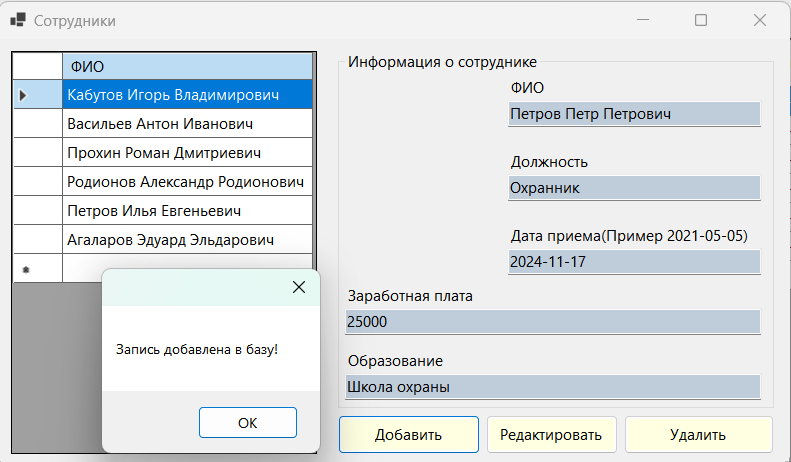 Сотрудники
ФИО
Кабутов Игорь Владимирович
Васильев Антон Иванович
Прохин Роман Дмитриевич
Родионов Александр Родионович
Петров Илья Евгеньевич
Агаларов Эдуард Эльдарович
Запись добавлена в базу!
OK
Информация о сотруднике
ФИО
Петров Петр Петрович
Должность
Охранник
Дата приема(Пример 2021-05-05)
2024-11-17
Заработная плата
25000
Образование
Школа охраны
Добавить
Редактировать
Удалить